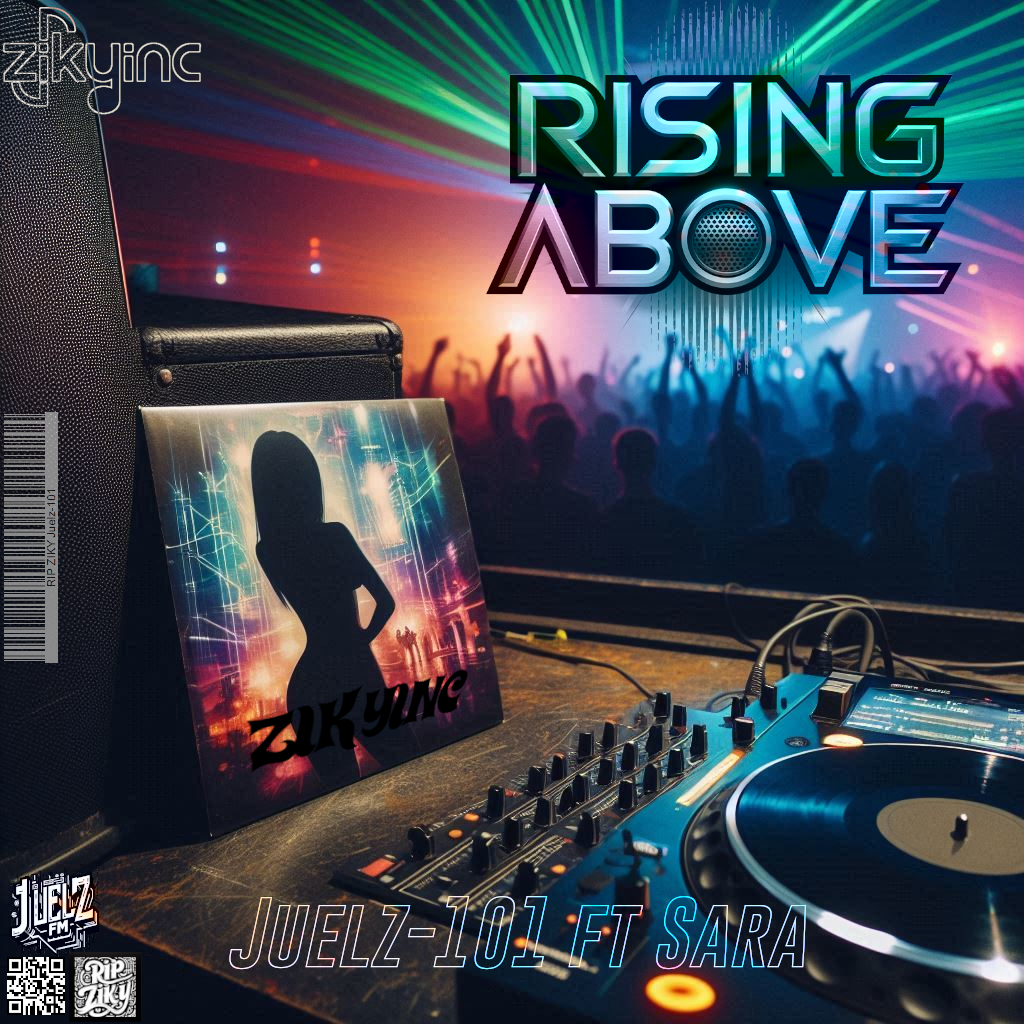 zikyinc
RISING
ABOVE
RIP ZIKY Juelz-101
ZIKYINC
JUELZ
FM
JUELZ-101 FT SARA
RIP
ZIKY